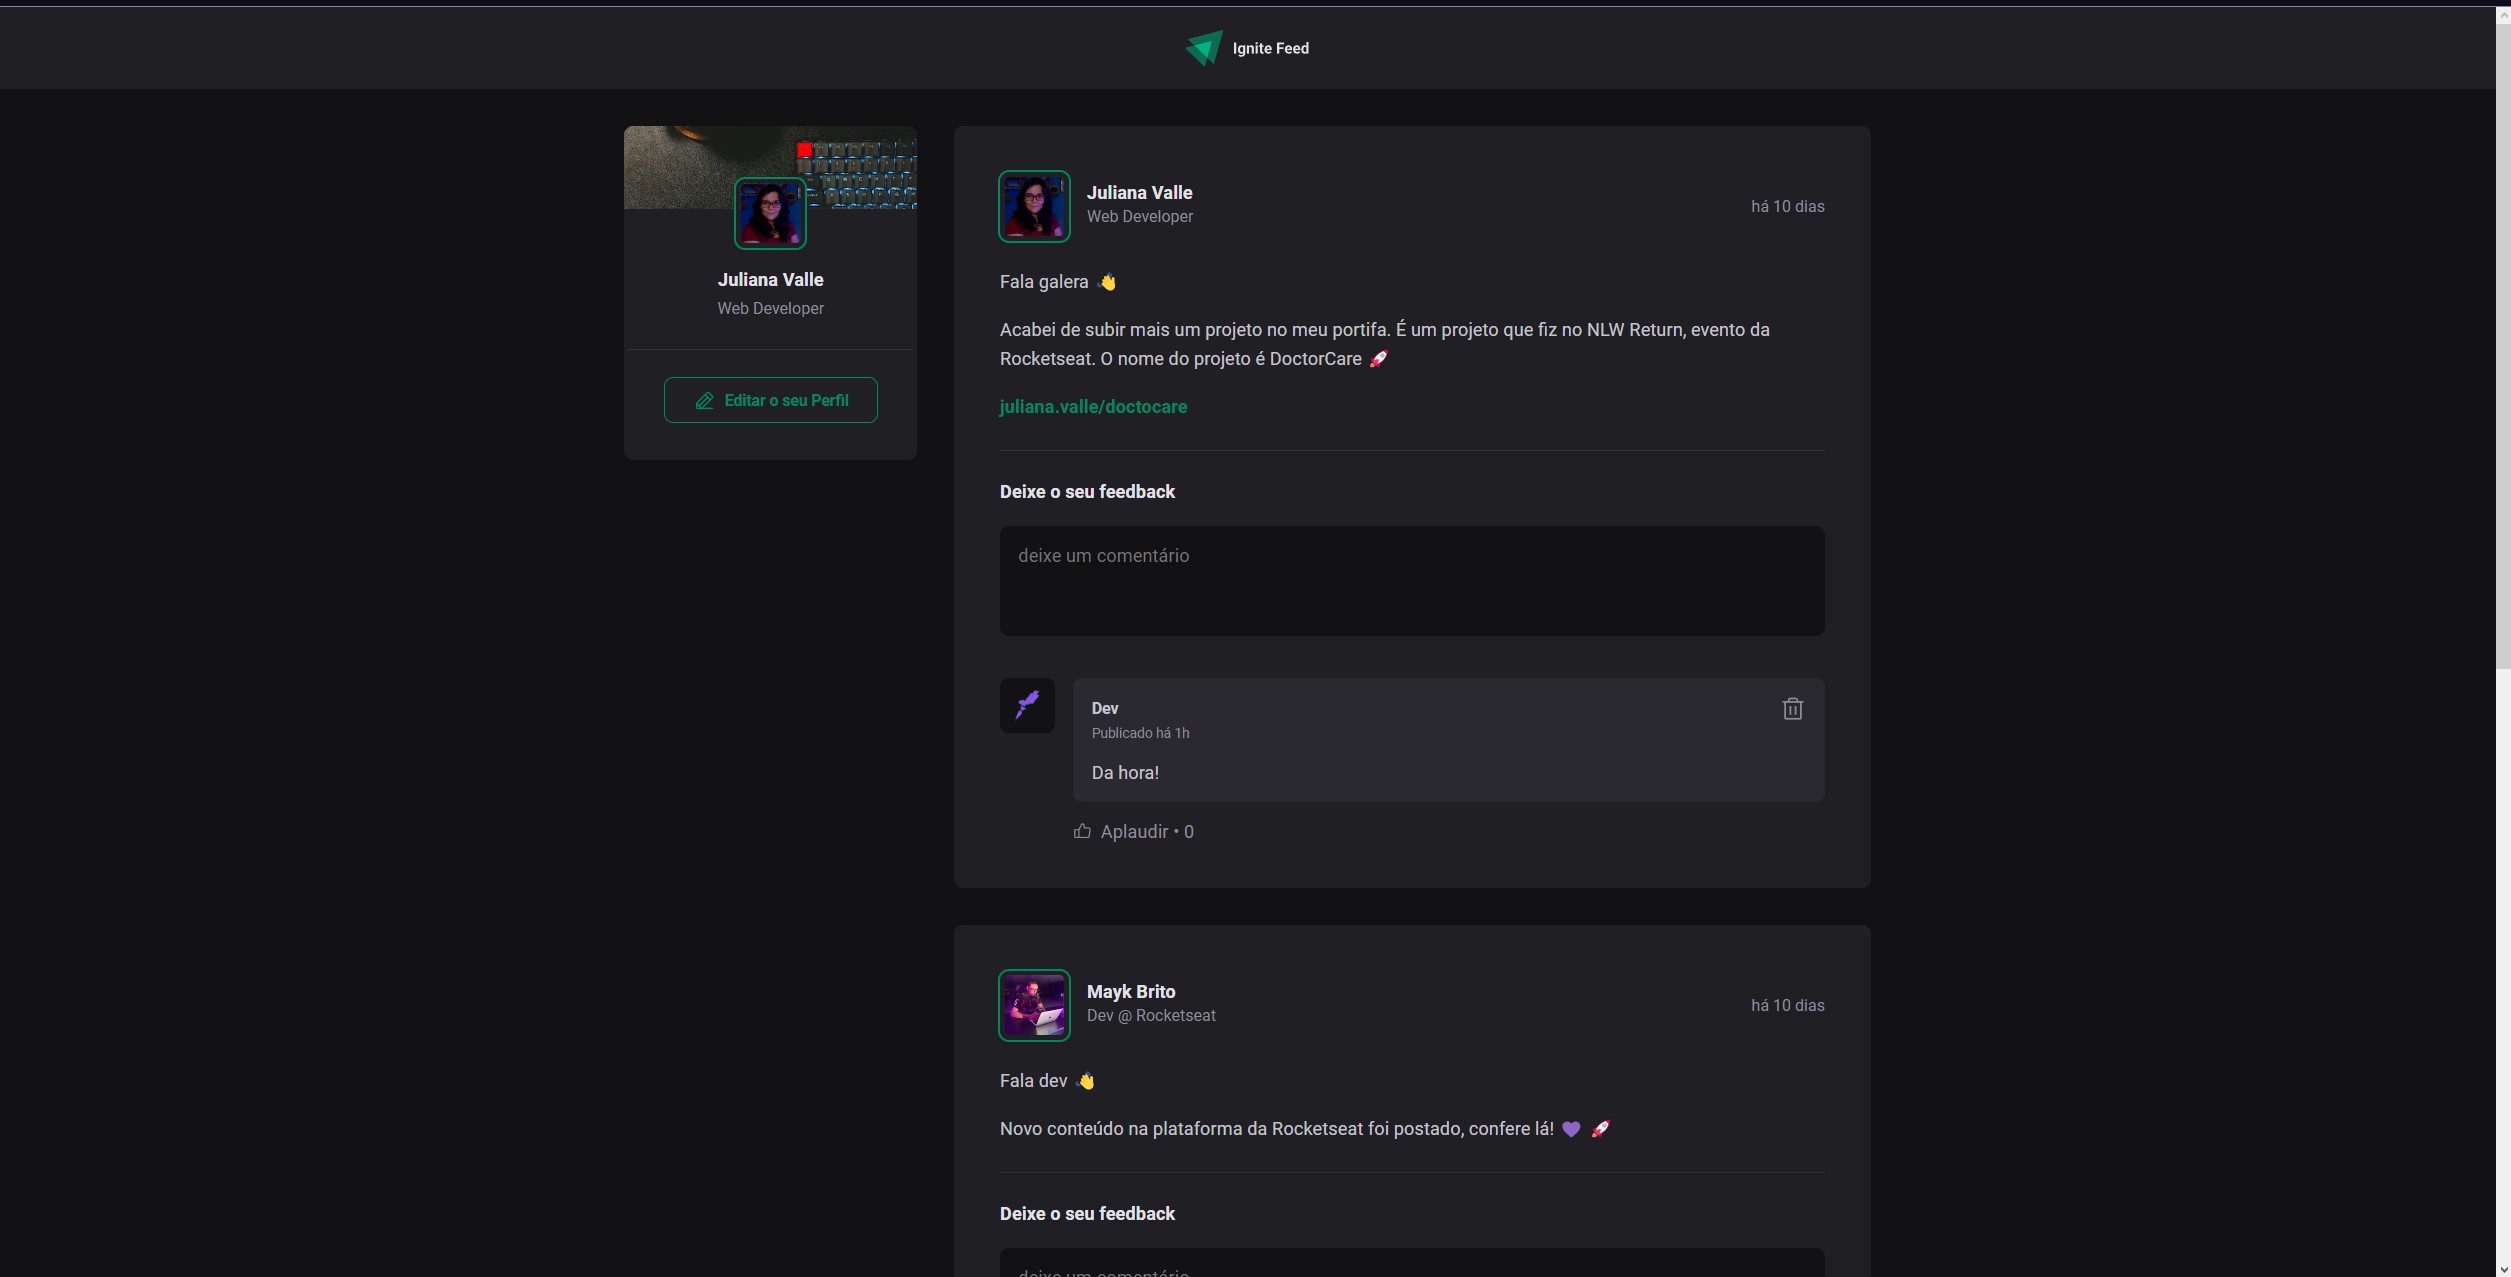 Ignite Feed
Juliana Valle
Web Developer
Editar o seu Perfil
Juliana Valle
Web Developer
há 10 dias
Fala galera 👋
Acabei de subir mais um projeto no meu portifa. É um projeto que fiz no NLW Return, evento da
Rocketseat. O nome do projeto é DoctorCare 🚀
juliana.valle/doctocare
Deixe o seu feedback
deixe um comentário
Dev
Publicado há 1h
Da hora!
Aplaudir • 0
Mayk Brito
Dev @ Rocketseat
há 10 dias
Fala dev 👋
Novo conteúdo na plataforma da Rocketseat foi postado, confere lá! 💜 🚀
Deixe o seu feedback
deixe um comentário